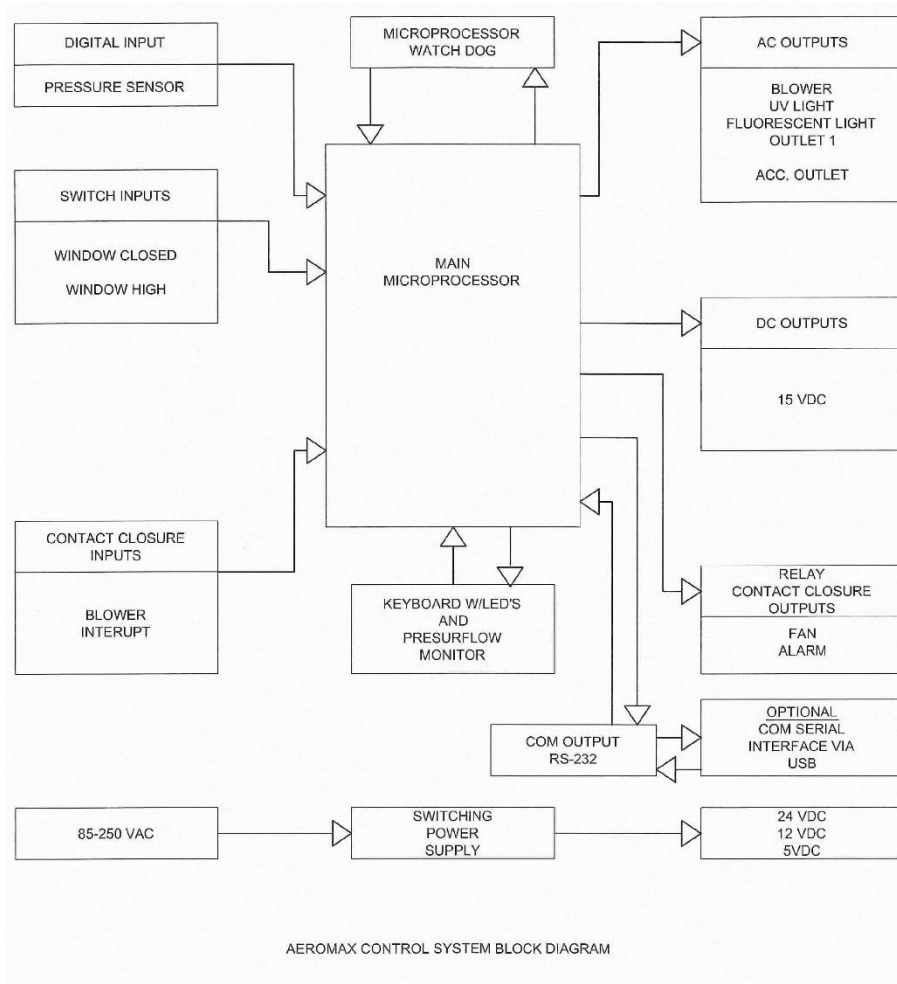 DIGITAL INPUT
PRESSURE SENSOR
MICROPROCESSOR
WATCH DOG
AC OUTPUTS
BLOWER
UV LIGHT
FLUORESCENT LIGHT
OUTLET 1
ACC. OUTLET
SWITCH INPUTS
WINDOW CLOSED
WINDOW HIGH
MAIN
MICROPROCESSOR
DC OUTPUTS
15 VDC
CONTACT CLOSURE
INPUTS
BLOWER
INTERUPT
KEYBOARD W/LED'S
AND
PRESURFLOW
MONITOR
RELAY
CONTACT CLOSURE
OUTPUTS
FAN
ALARM
COM OUTPUT
RS-232
OPTIONAL
COM SERIAL
INTERFACE VIA
USB
85-250 VAC
SWITCHING
POWER
SUPPLY
24 VDC
12 VDC
5VDC
AEROMAX CONTROL SYSTEM BLOCK DIAGRAM